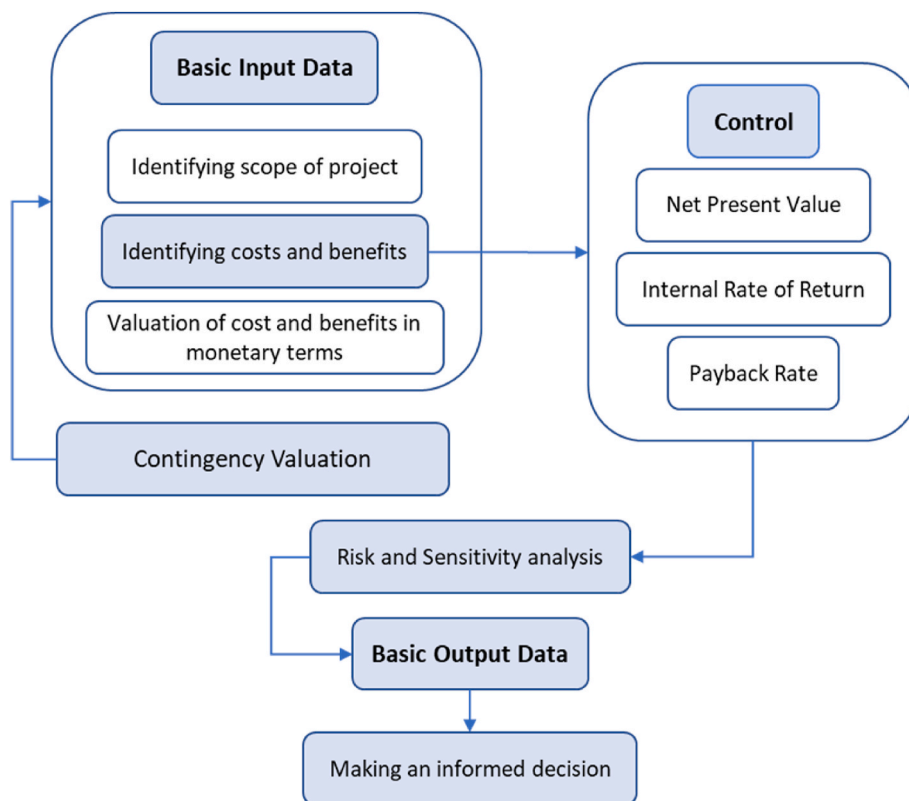 Basic Input Data
Identifying scope of project
Identifying costs and benefits
Valuation of cost and benefits in
monetary terms
Contingency Valuation
Control
Net Present Value
Internal Rate of Return
Payback Rate
Risk and Sensitivity analysis
Basic Output Data
Making an informed decision